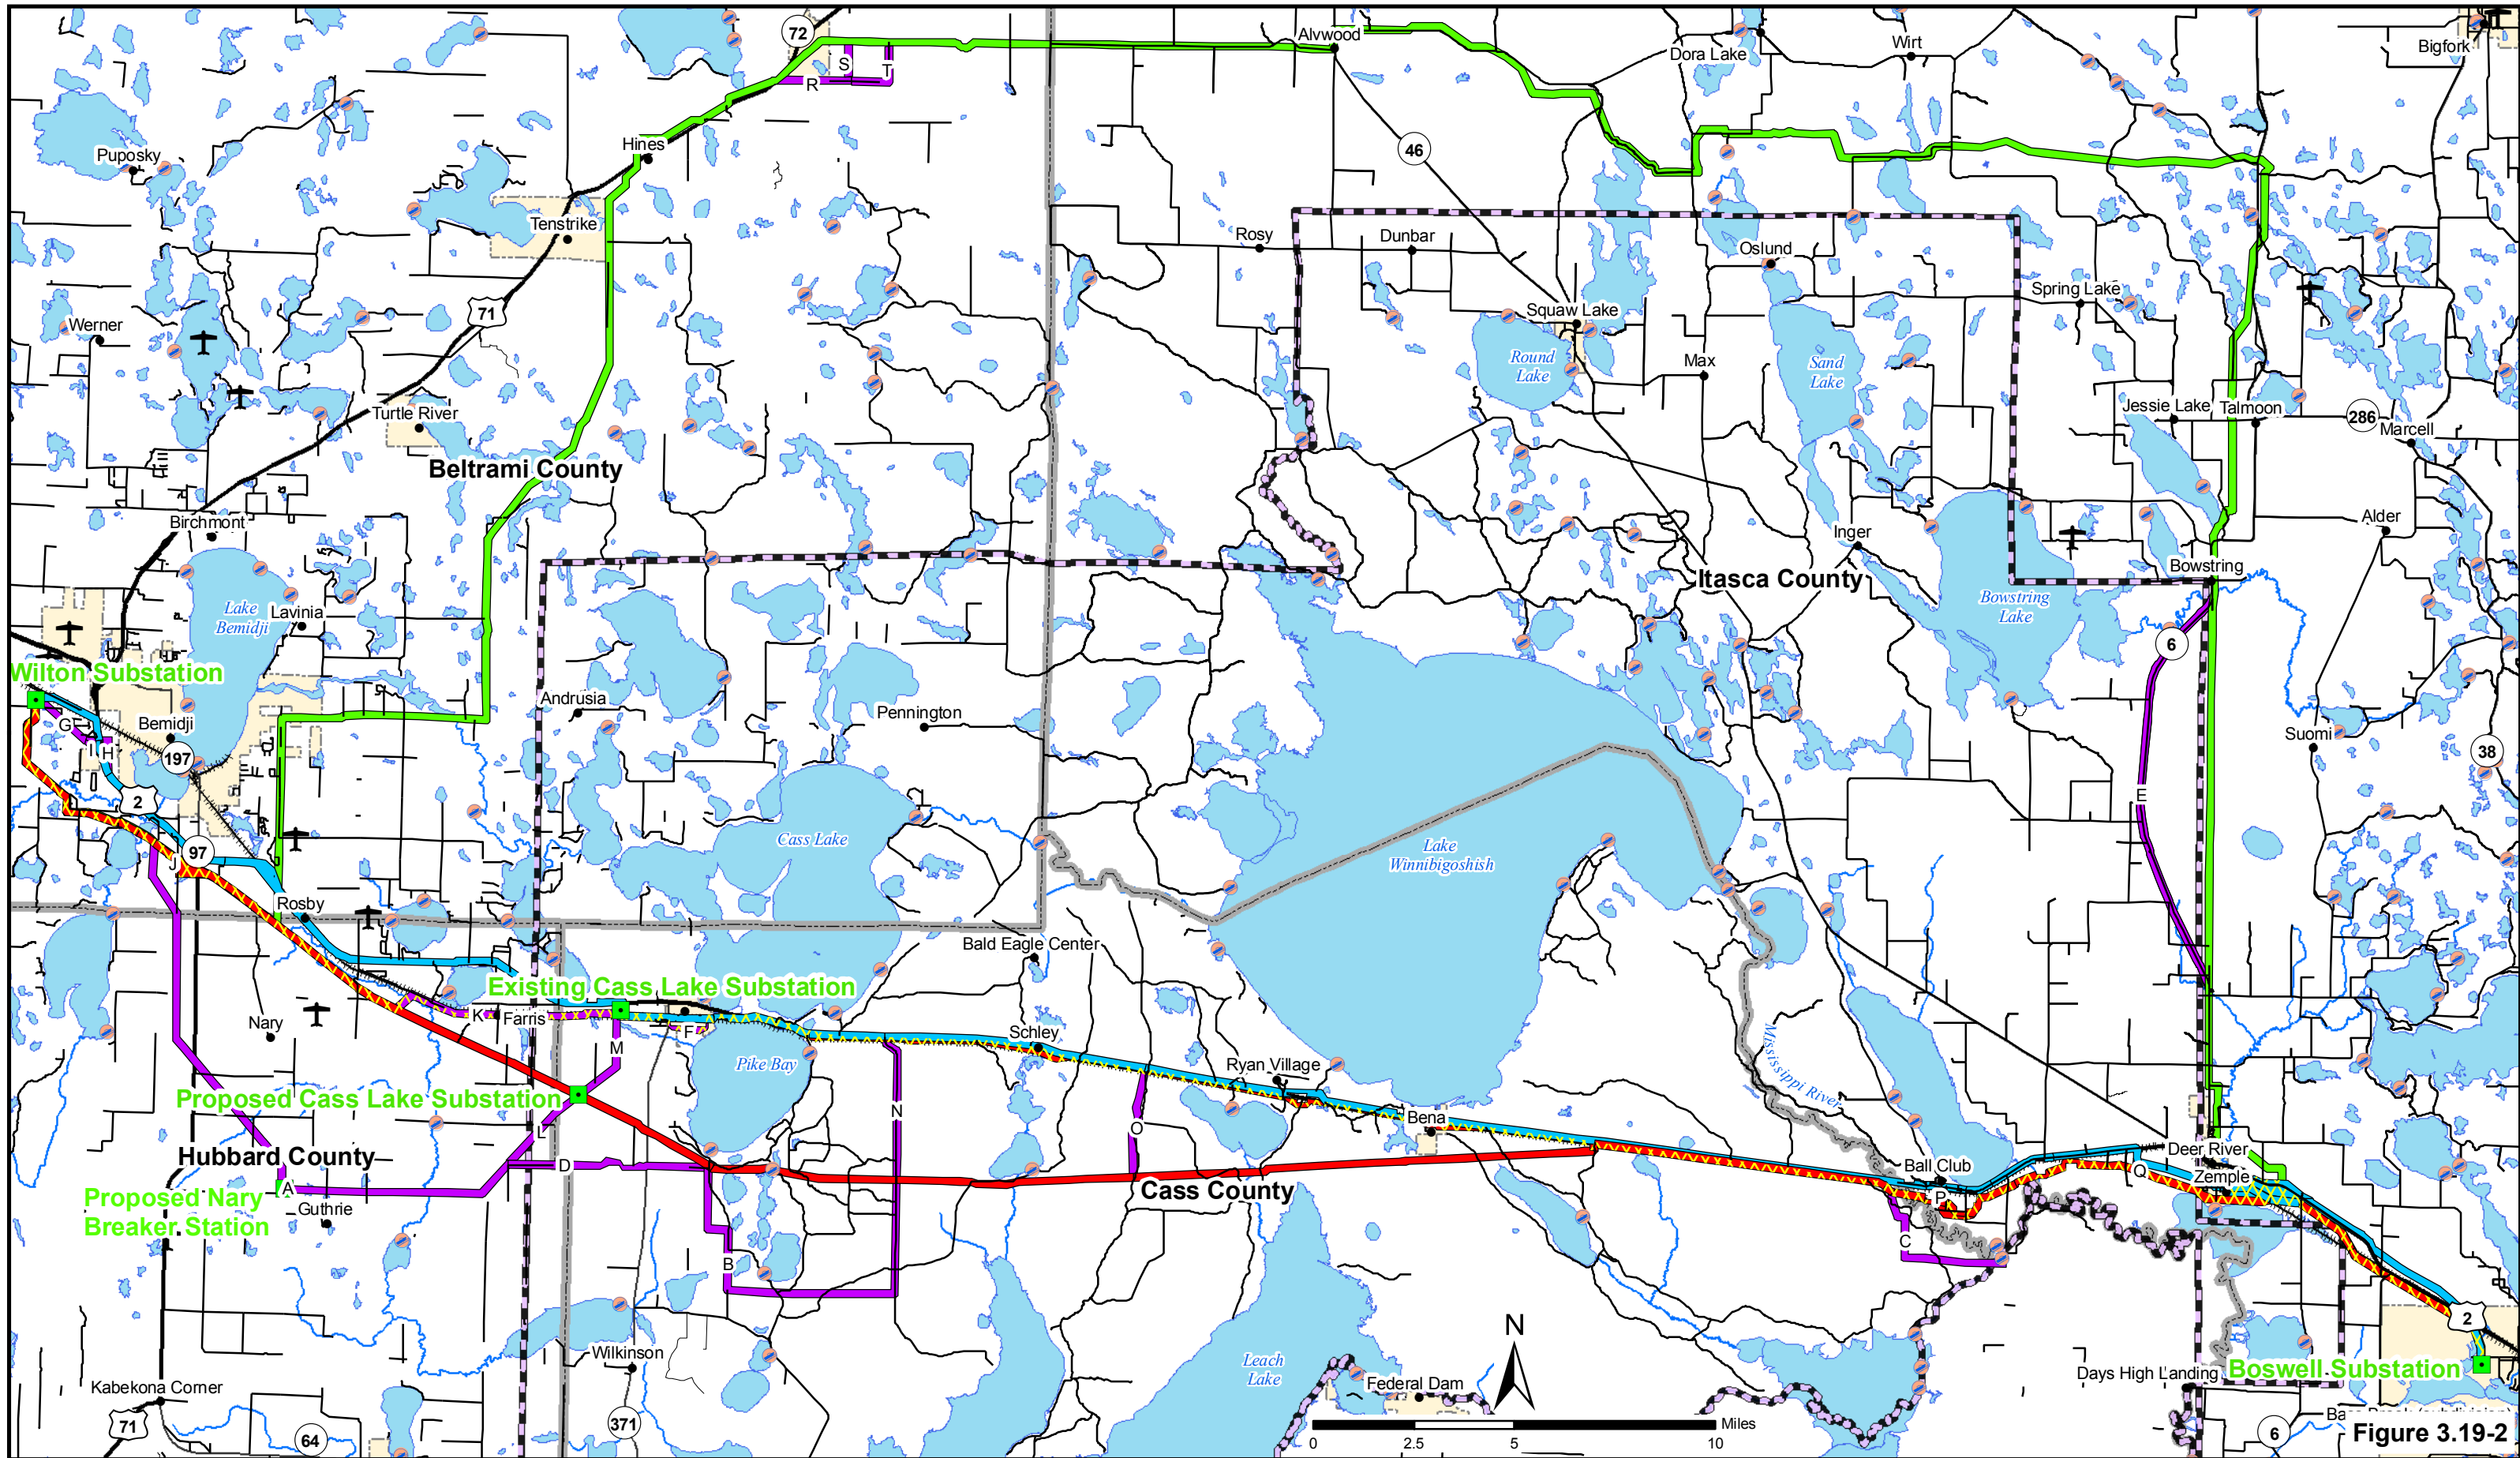 72
Alvwood
Dora Lake
Wirt
Bigfork
S
T
R
Hines
46
Puposky
Tenstrike
Rosy
Dunbar
Oslund
71
Spring Lake
Squaw Lake
Werner
Round
Lake
Max
Sand
Lake
Turtle River
Jessie Lake
Talmoon
286
Marcell
Beltrami County
Birchmont
Alder
Inger
Bowstring
Itasca County
Lake
Bemidji
Lavinia
Bowstring
Lake
6
Wilton Substation
Andrusia
Pennington
G
Bemidji
I
H
197
Suomi
38
2
E
Cass Lake
Lake
Winnibigoshish
97
J
Rosby
Bald Eagle Center
Existing Cass Lake Substation
K
Farris
F
Nary
Schley
M
Pike Bay
Ryan Village
Mississippi River
Proposed Cass Lake Substation
N
O
Bena
L
Hubbard County
D
Deer River
Ball Club
Q
Zemple
A
Proposed Nary
Breaker Station
Guthrie
Cass County
P
C
B
N
2
Wilkinson
Leach
Lake
Federal Dam
Days High Landing
Boswell Substation
Kabekona Corner
71
64
371
Miles
0
2.5
5
10
6
Figure 3.19-2